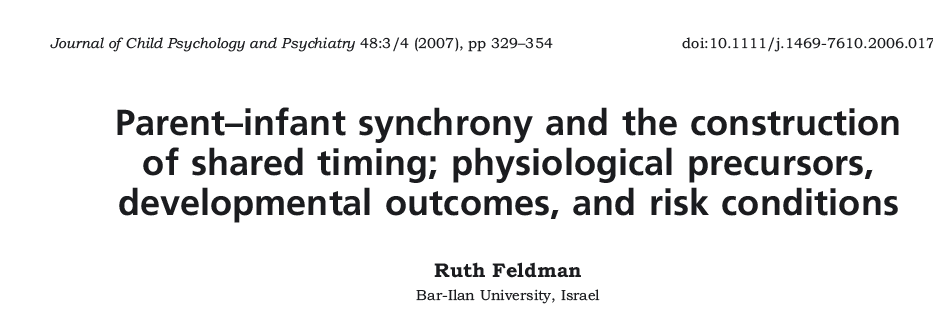 Journal of Child Psychology and Psychiatry 48:3/4 (2007), pp 329–354 doi:10.1111/j.1469-7610.2006.017
Parent–infant synchrony and the construction
of shared timing; physiological precursors,
developmental outcomes, and risk conditions
Ruth Feldman
Bar-Ilan University, Israel